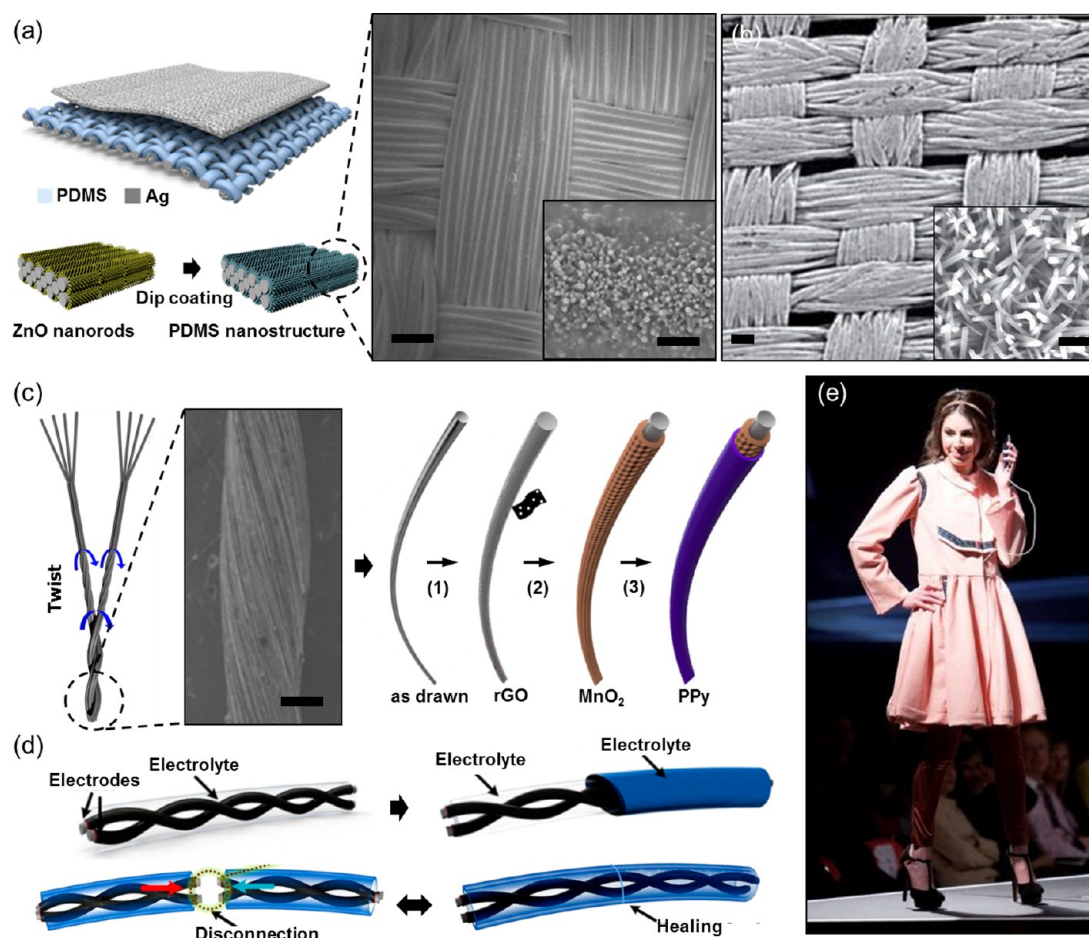 (a)
(b)
PDMS Ag
Dip coating
ZnO nanorods PDMS nanostructure
(c)
(e)
Twist
(1) (2) (3)
as drawn rGO MnO₂ PPy
(d)
Electrodes Electrolyte Electrolyte Electrolyte
Disconnection Healing